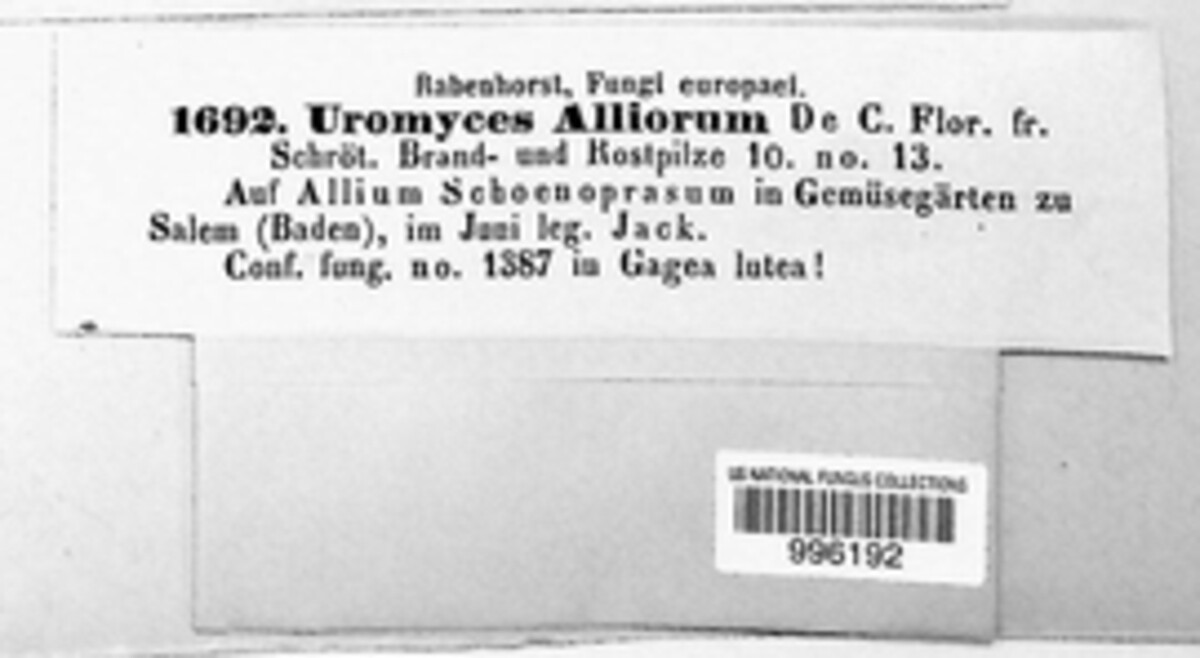 Rabenhorst, Fungi europaei.
1692. Uromyces Alliorum De C. Flor. fr.
Schröt. Brand- und Rostpilze 10. no. 13.
Auf Allium Schoenoprasum in Gemüsegärten zu
Salem (Baden), im Juni leg. Jack.
Conf. fung. no. 1387 in Gagea lutea!
US NATIONAL FUNGUS COLLECTIONS
996192